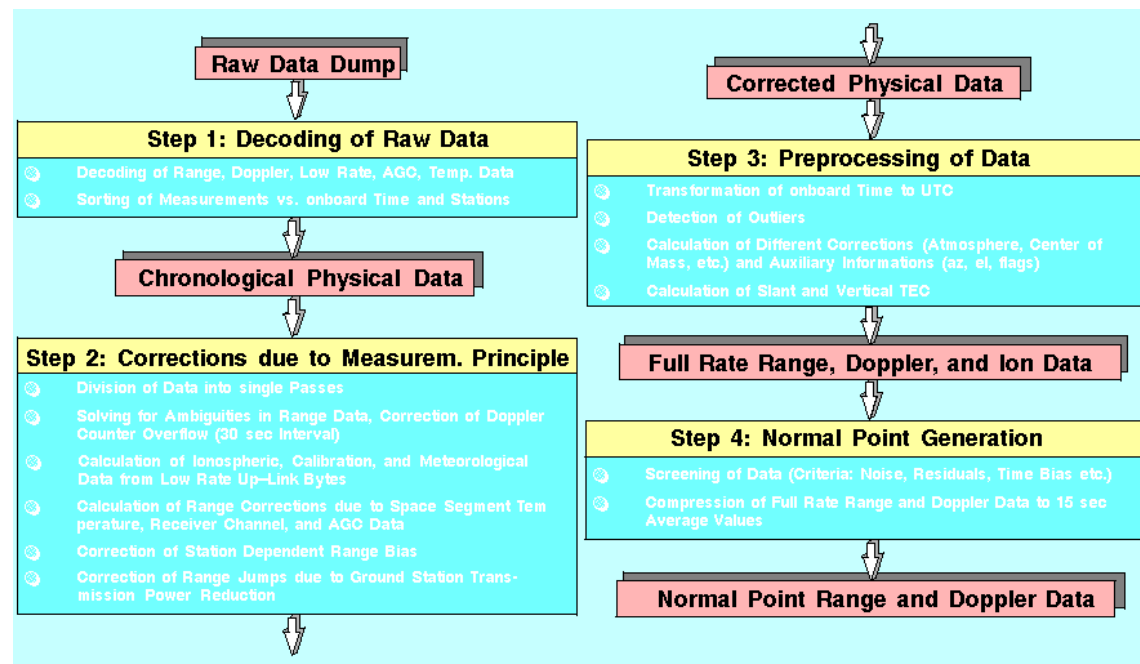 Raw Data Dump
Step 1: Decoding of Raw Data
Decoding of Range, Doppler, Low Rate, AGC, Temp. Data
Sorting of Measurements vs. onboard Time and Stations
Chronological Physical Data
Step 2: Corrections due to Measurem. Principle
Division of Data into single Passes
Solving for Ambiguities in Range Data, Correction of Doppler
Counter Overflow (30 sec Interval)
Calculation of Ionospheric, Calibration, and Meteorological
Data from Low Rate Up-Link Bytes
Calculation of Range Corrections due to Space Segment Tem
perature, Receiver Channel, and AGC Data
Correction of Station Dependent Range Bias
Correction of Range Jumps due to Ground Station Trans-
mission Power Reduction
Corrected Physical Data
Step 3: Preprocessing of Data
Transformation of onboard Time to UTC
Detection of Outliers
Calculation of Different Corrections (Atmosphere, Center of
Mass, etc.) and Auxiliary Informations (az, el, flags)
Calculation of Slant and Vertical TEC
Full Rate Range, Doppler, and Ion Data
Step 4: Normal Point Generation
Screening of Data (Criteria: Noise, Residuals, Time Bias etc.)
Compression of Full Rate Range and Doppler Data to 15 sec
Average Values
Normal Point Range and Doppler Data